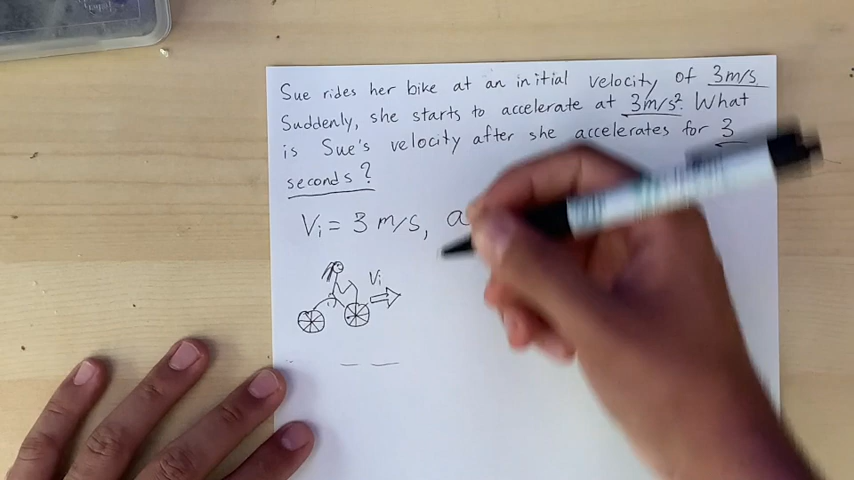 Sue rides her bike at an initial velocity of 3m/s
Suddenly, she starts to accelerate at 3m/s². What
is Sue's velocity after she accelerates for 3
seconds?
Vi = 3 m/s, a
Vi